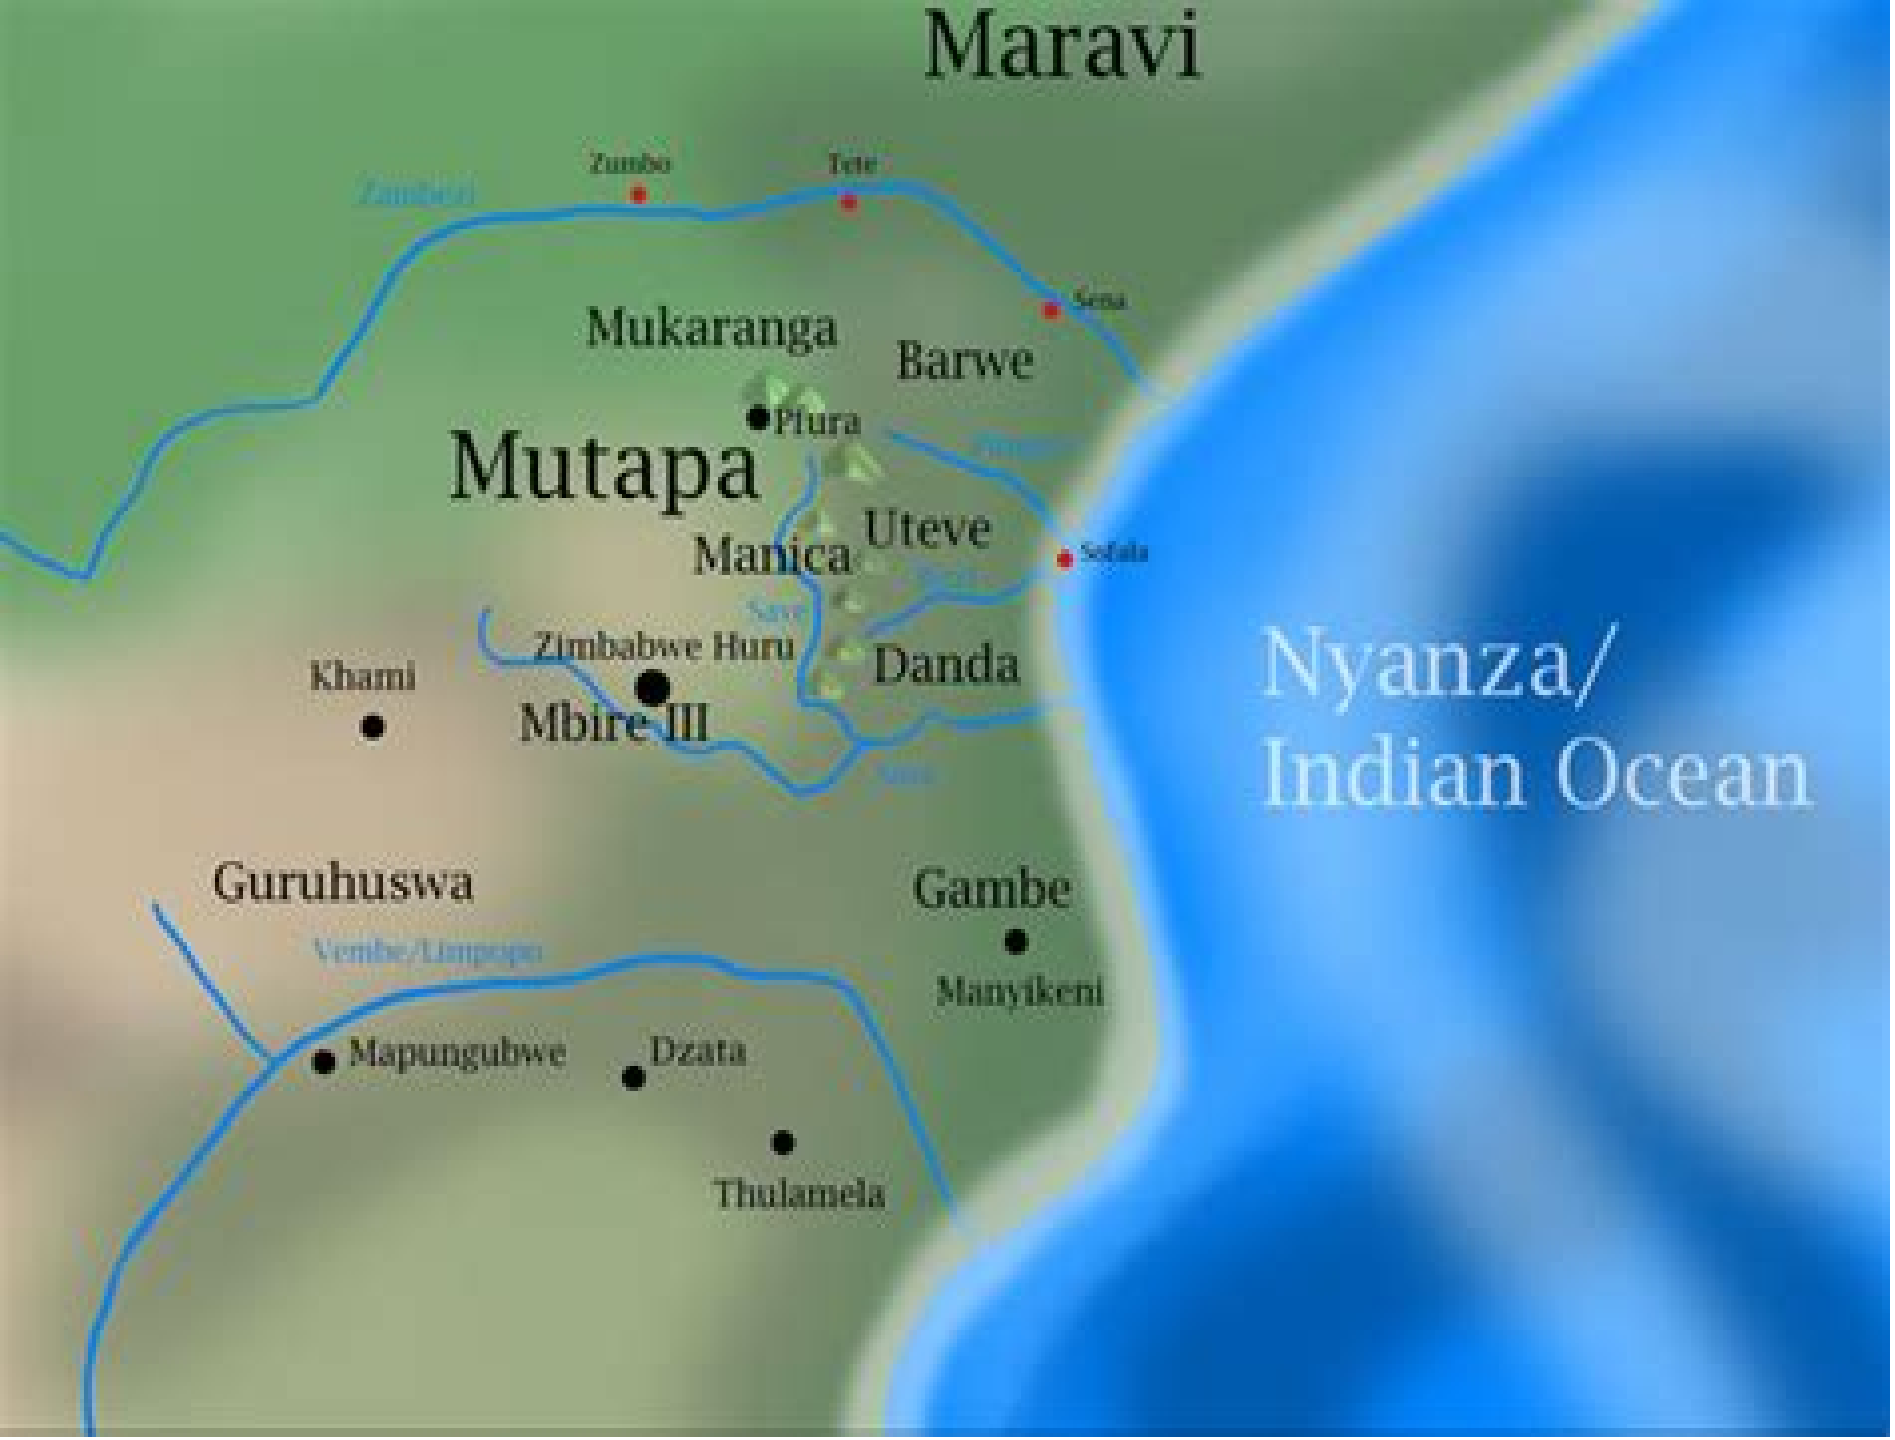 Maravi
Zumbo
Tete
Zambezi
Sena
Mukaranga
Barwe
Pfura
Mutapa
Uteve
Manica
Sofala
Save
Zimbabwe Huru
Danda
Khami
Mbire III
Nyanza/
Indian Ocean
Guruhuswa
Gambe
Vembe/Limpopo
Manyikeni
Mapungubwe
Dzata
Thulamela